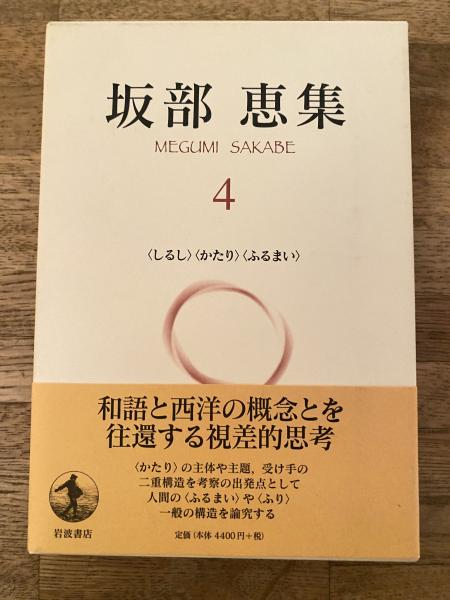 坂部 恵集
MEGUMI SAKABE
4
〈しるし〉〈かたり〉〈ふるまい〉
和語と西洋の概念とを
往還する視差的思考
〈かたり〉の主体や主題，受け手の
二重構造を考察の出発点として
人間の〈ふるまい〉や〈ふり〉
一般の構造を論究する
岩波書店
定価（本体 4400円+税）